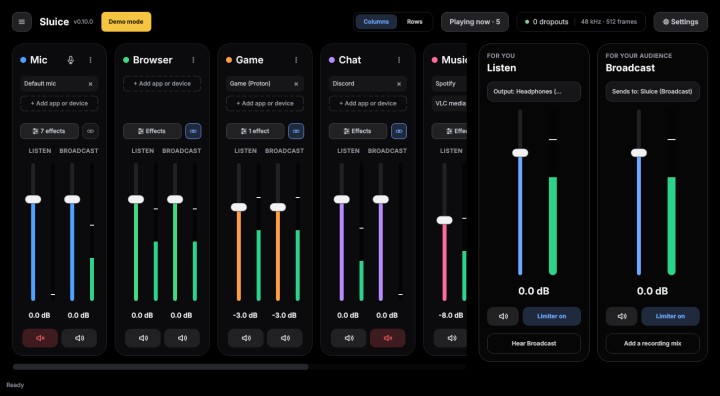 Sluice v0.10.0 Demo mode Columns Rows Playing now · 5 0 dropouts 48 kHz · 512 frames Settings
Mic
Default mic ×
+ Add app or device
7 effects
LISTEN BROADCAST
0.0 dB 0.0 dB
Browser
+ Add app or device
Effects
LISTEN BROADCAST
0.0 dB 0.0 dB
Game
Game (Proton) ×
+ Add app or device
1 effect
LISTEN BROADCAST
-3.0 dB -3.0 dB
Chat
Discord ×
+ Add app or device
Effects
LISTEN BROADCAST
0.0 dB 0.0 dB
Music
Spotify
VLC media
Effe
LISTEN
-8.0 dB
FOR YOU
Listen
Output: Headphones (...
0.0 dB
Limiter on
Hear Broadcast
FOR YOUR AUDIENCE
Broadcast
Sends to: Sluice (Broadcast)
0.0 dB
Limiter on
Add a recording mix
Ready